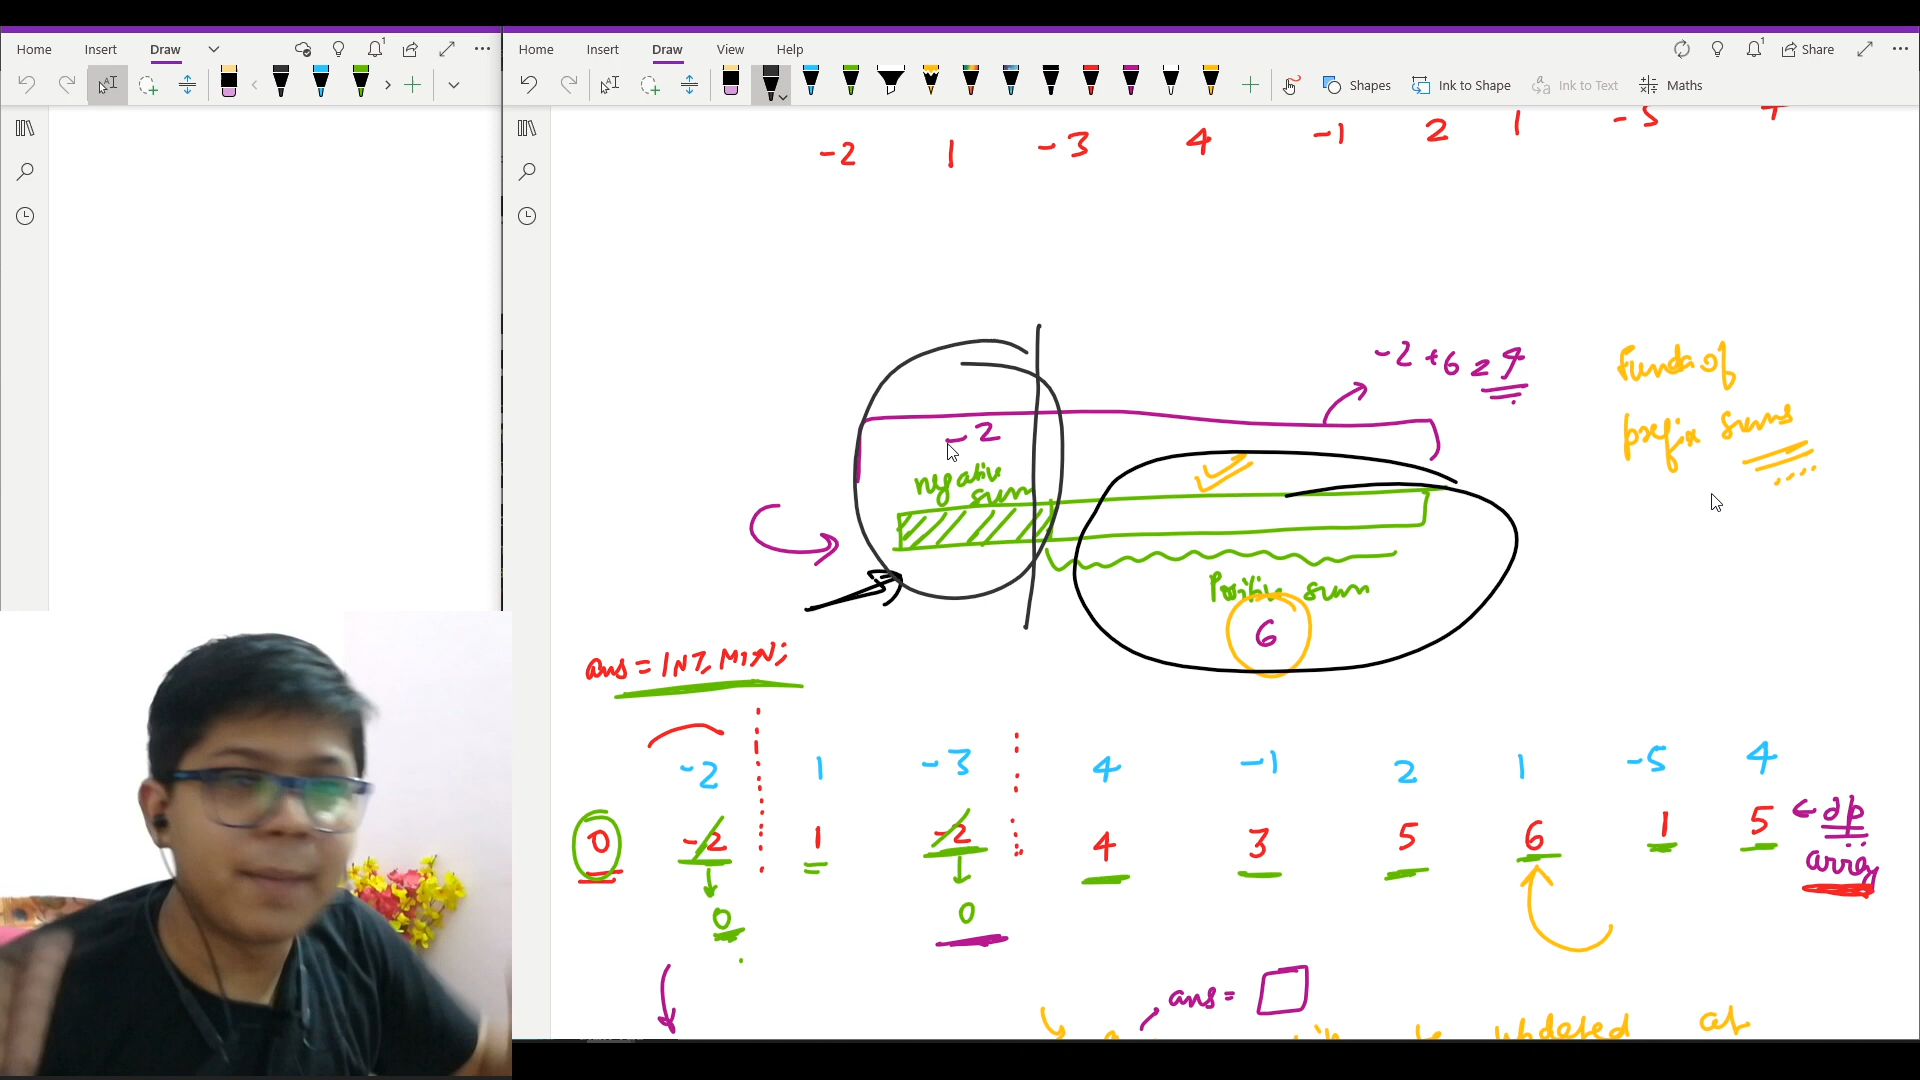 Home Insert Draw
Home Insert Draw View Help Share
Shapes Ink to Shape Ink to Text Maths
-2 1 -3 4 -1 2 1 -5 4
-2+6=4
Funda of
prefix sums
-2
negative
sum
Positive sum
6
ans = INT_MIN;
-2 1 -3 4 -1 2 1 -5 4
0 -2 1 -2 4 3 5 6 1 5 ← dp
array
0 0
ans =
be updated at